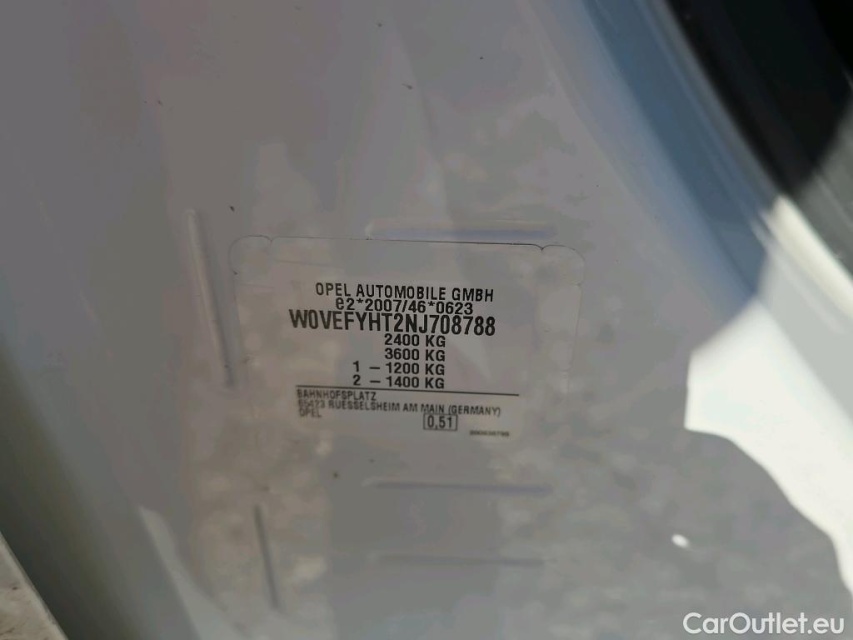 OPEL AUTOMOBILE GMBH
e2*2007/46*0623
W0VEFYHT2NJ708788
2400 KG
3600 KG
1 - 1200 KG
2 - 1400 KG
BAHNHOFSPLATZ
65423 RUESSELSHEIM AM MAIN (GERMANY)
OPEL
0,51
CarOutlet.eu